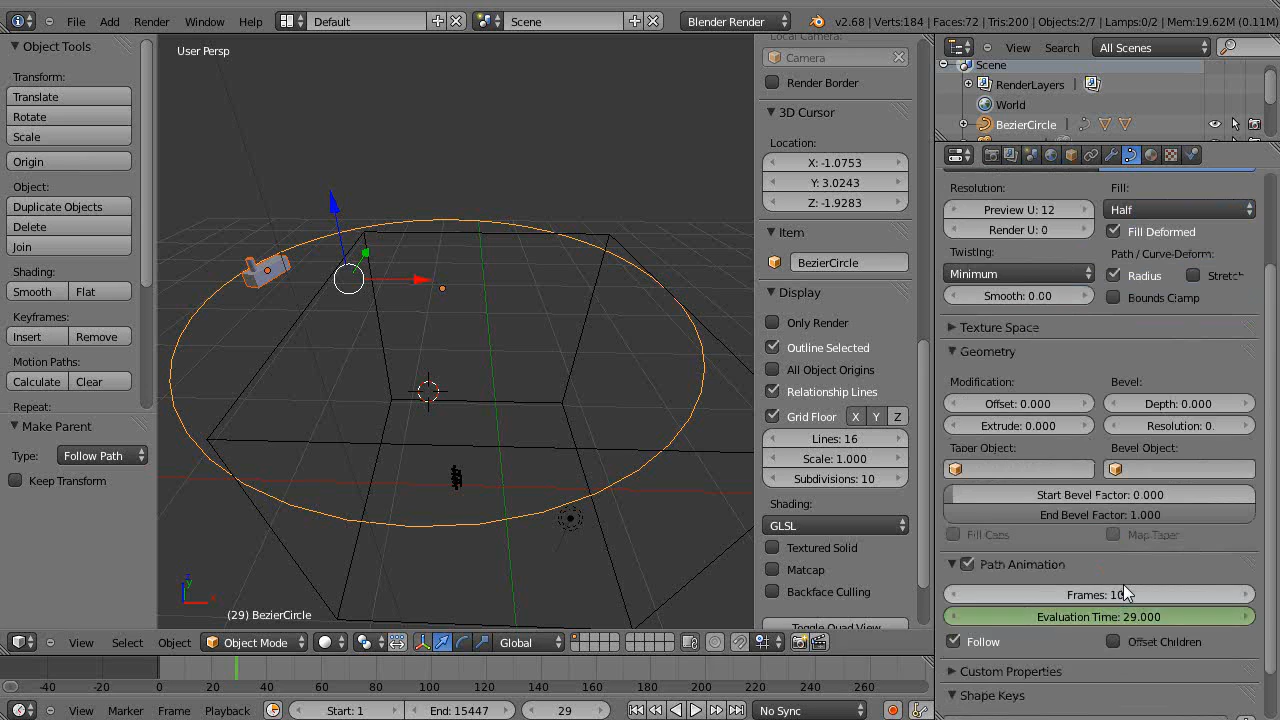 File Add Render Window Help Default Scene Blender Render v2.68 | Verts:184 | Faces:72 | Tris:200 | Objects:2/7 | Lamps:0/2 | Mem:19.62M (0.11M)
Object Tools
Transform:
Translate
Rotate
Scale
Origin
Object:
Duplicate Objects
Delete
Join
Shading:
Smooth Flat
Keyframes:
Insert Remove
Motion Paths:
Calculate Clear
Repeat:
Make Parent
Type: Follow Path
Keep Transform
User Persp
(29) BezierCircle
Local Camera:
Camera
Render Border
3D Cursor
Location:
X: -1.0753
Y: 3.0243
Z: -1.9283
Item
BezierCircle
Display
Only Render
Outline Selected
All Object Origins
Relationship Lines
Grid Floor X Y Z
Lines: 16
Scale: 1.000
Subdivisions: 10
Shading:
GLSL
Textured Solid
Matcap
Backface Culling
Toggle Quad View
View Search All Scenes
Scene
RenderLayers
World
BezierCircle
Resolution: Fill:
Preview U: 12 Half
Render U: 0 Fill Deformed
Twisting: Path / Curve-Deform:
Minimum Radius Stretch
Smooth: 0.00 Bounds Clamp
Texture Space
Geometry
Modification: Bevel:
Offset: 0.000 Depth: 0.000
Extrude: 0.000 Resolution: 0
Taper Object: Bevel Object:
Start Bevel Factor: 0.000
End Bevel Factor: 1.000
Fill Caps Map Taper
Path Animation
Frames:
Evaluation Time: 29.000
Follow Offset Children
Custom Properties
Shape Keys
View Select Object Object Mode Global
-40 -20 0 20 40 60 80 100 120 140 160 180 200 220 240 260
View Marker Frame Playback Start: 1 End: 15447 29 No Sync